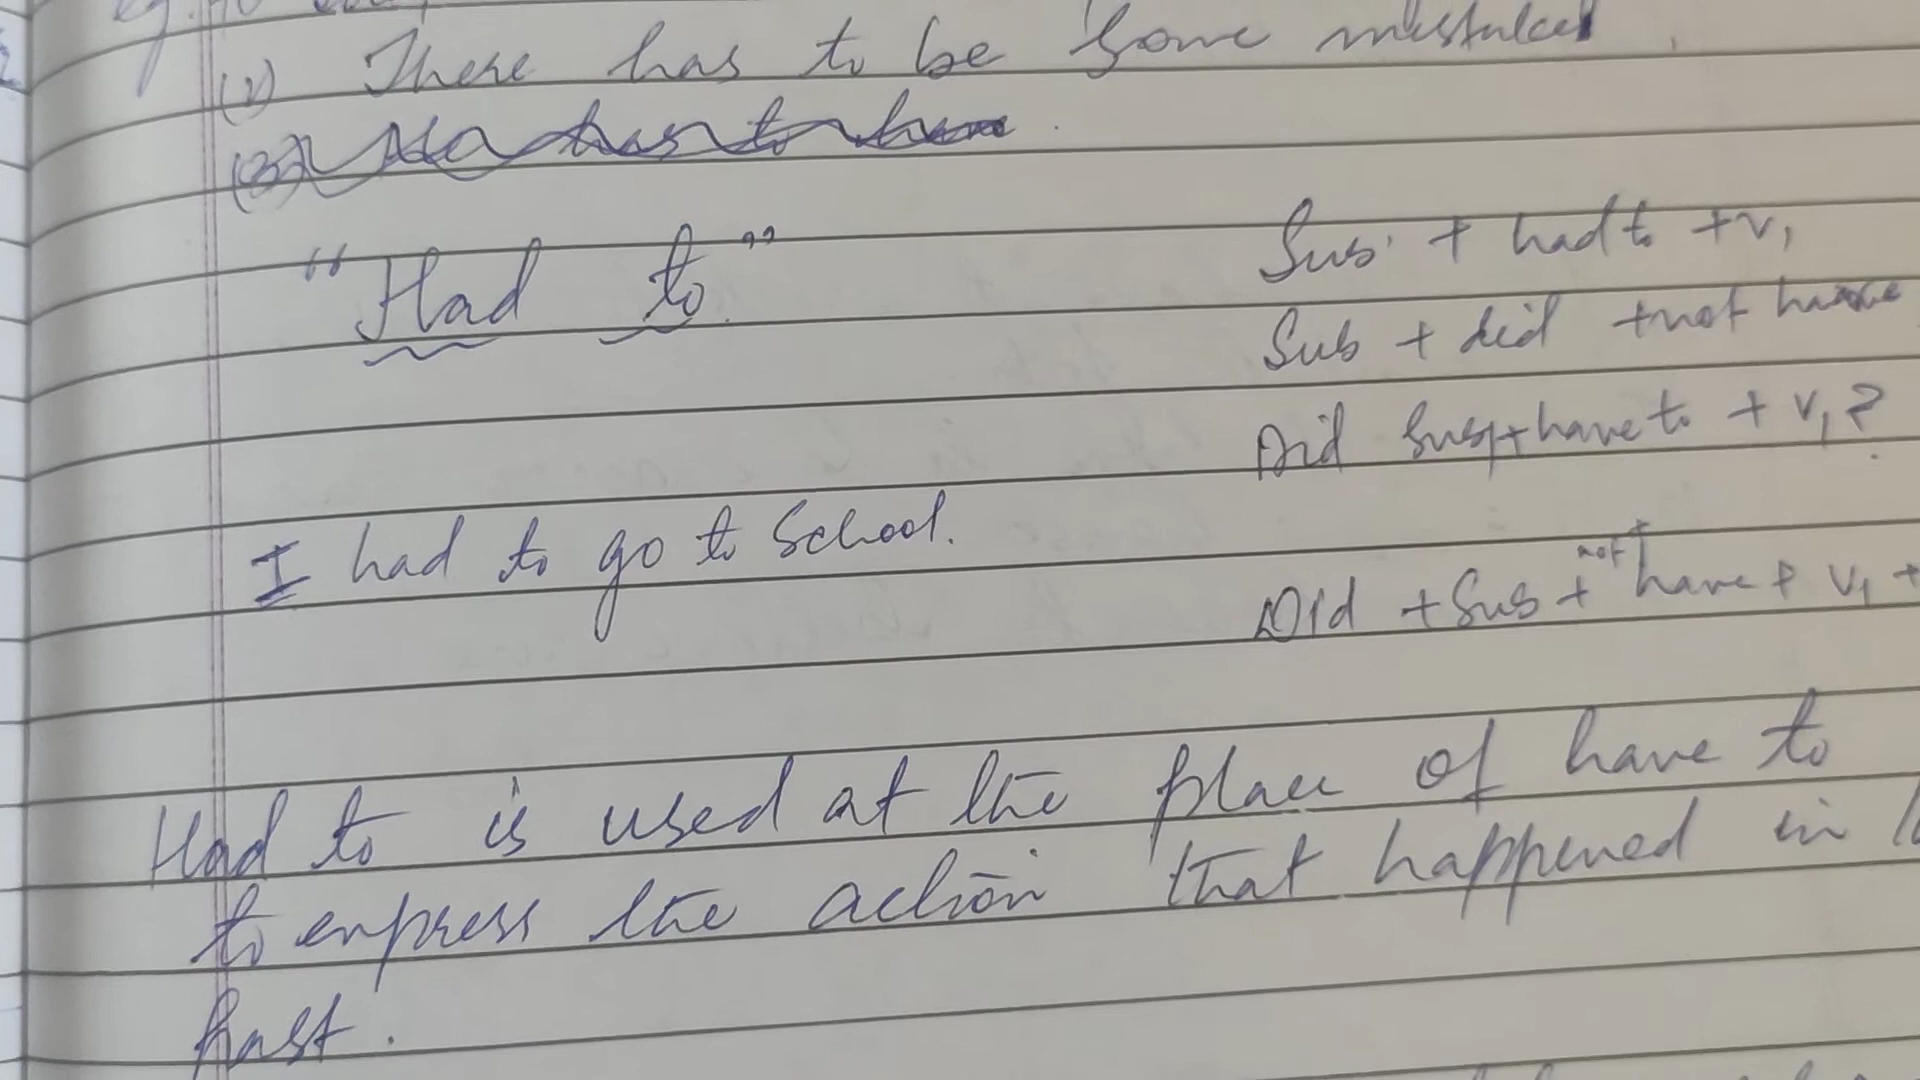 (1) There has to be some mistake
"Had to"
Sub + had to + V1
Sub + did + not have
Did Sub + have to + V1?
I had to go to School.
Did + Sub + not have + V1 +
Had to is used at the place of have to
to express the action that happened in
past.